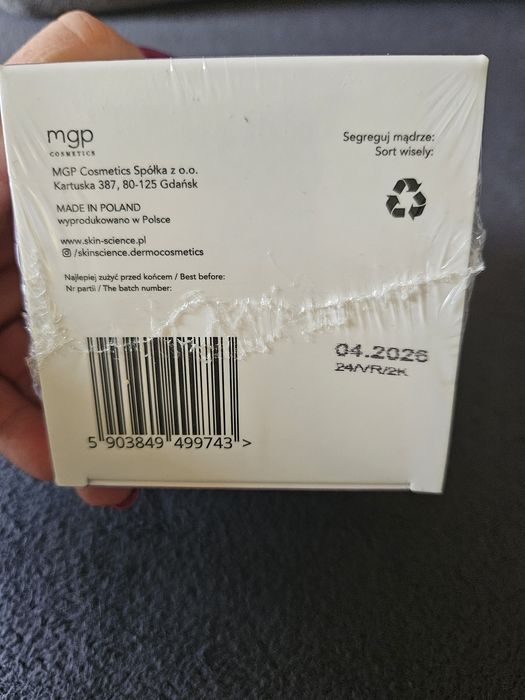 mgp
COSMETICS
MGP Cosmetics Spółka z o.o.
Kartuska 387, 80-125 Gdańsk
MADE IN POLAND
wyprodukowano w Polsce
www.skin-science.pl
/skinscience.dermocosmetics
Najlepiej zużyć przed końcem / Best before:
Nr partii / The batch number:
Segreguj mądrze:
Sort wisely:
04.2026
24/VR/2K
5 903849 499743 >